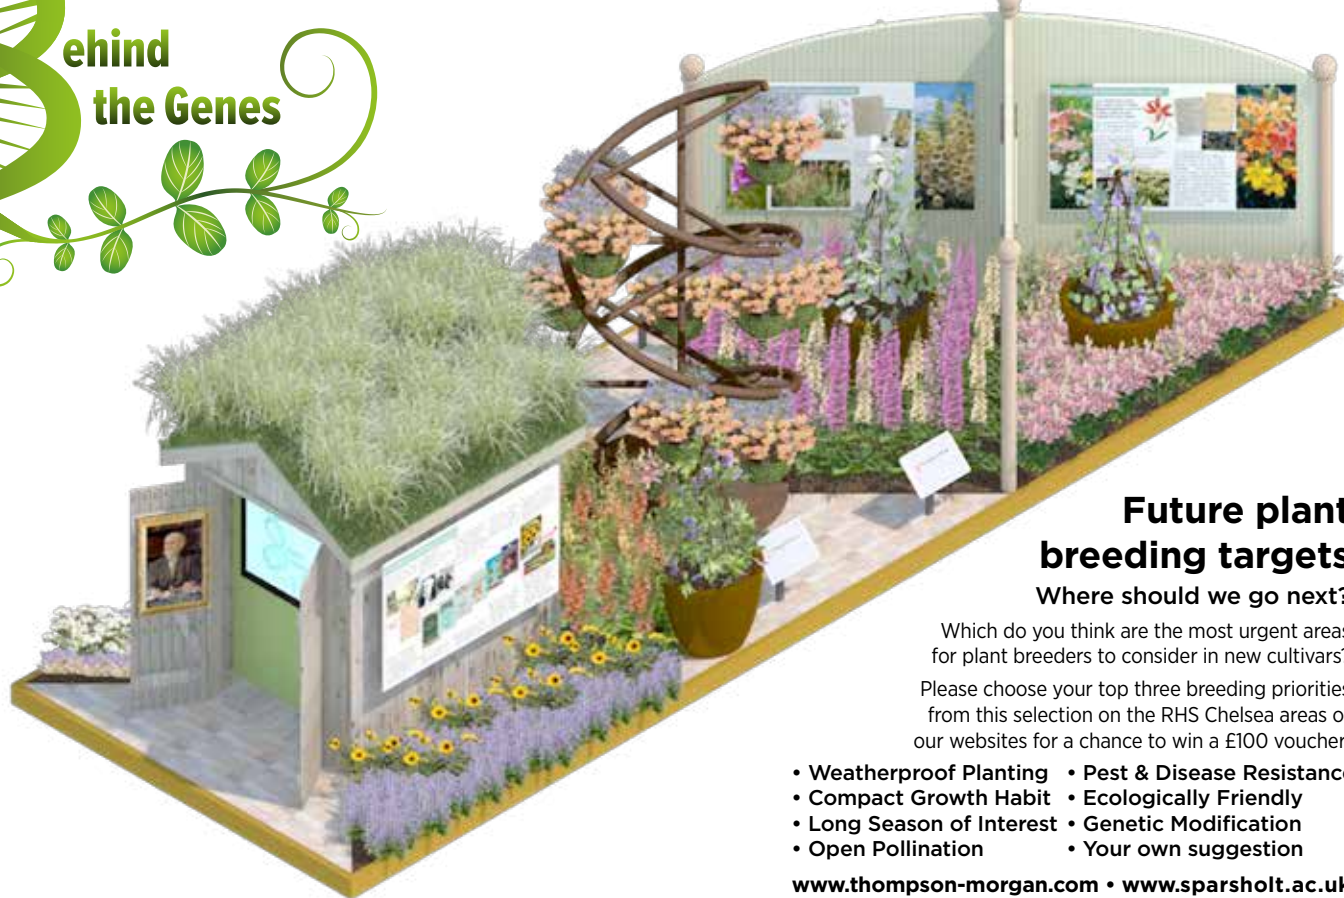 Behind
the Genes
Future plant
breeding targets
Where should we go next?
Which do you think are the most urgent areas
for plant breeders to consider in new cultivars?
Please choose your top three breeding priorities
from this selection on the RHS Chelsea areas o
our websites for a chance to win a £100 voucher
• Weatherproof Planting
• Compact Growth Habit
• Long Season of Interest
• Open Pollination
• Pest & Disease Resistance
• Ecologically Friendly
• Genetic Modification
• Your own suggestion
www.thompson-morgan.com • www.sparsholt.ac.uk